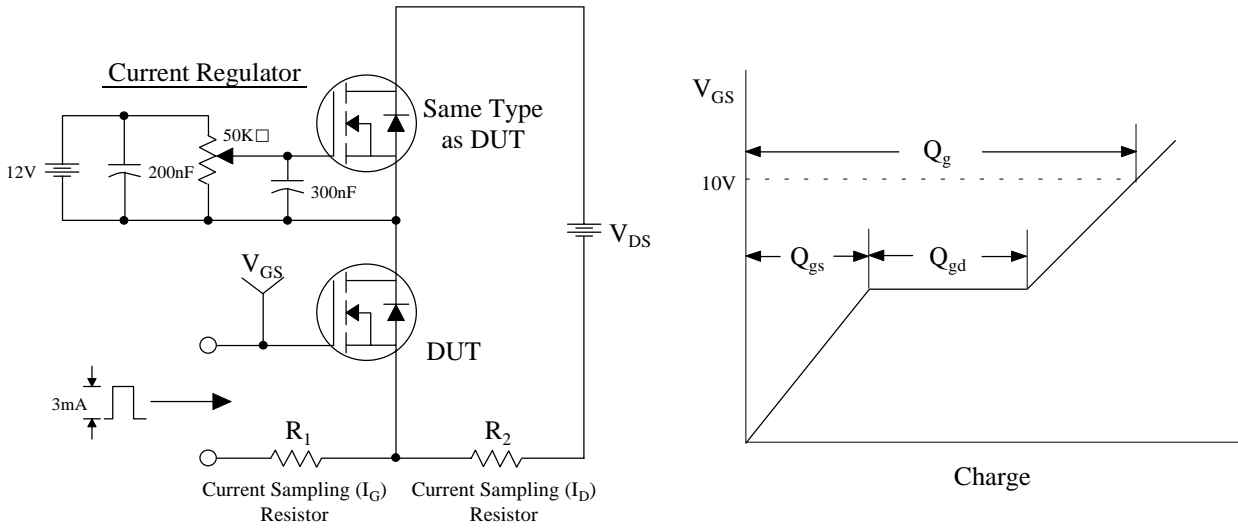 Current Regulator
Same Type
as DUT
50K□
12V
200nF
300nF
V_DS
V_GS
DUT
3mA
R_1
R_2
Current Sampling (I_G)
Resistor
Current Sampling (I_D)
Resistor
V_GS
Q_g
10V
Q_gs
Q_gd
Charge